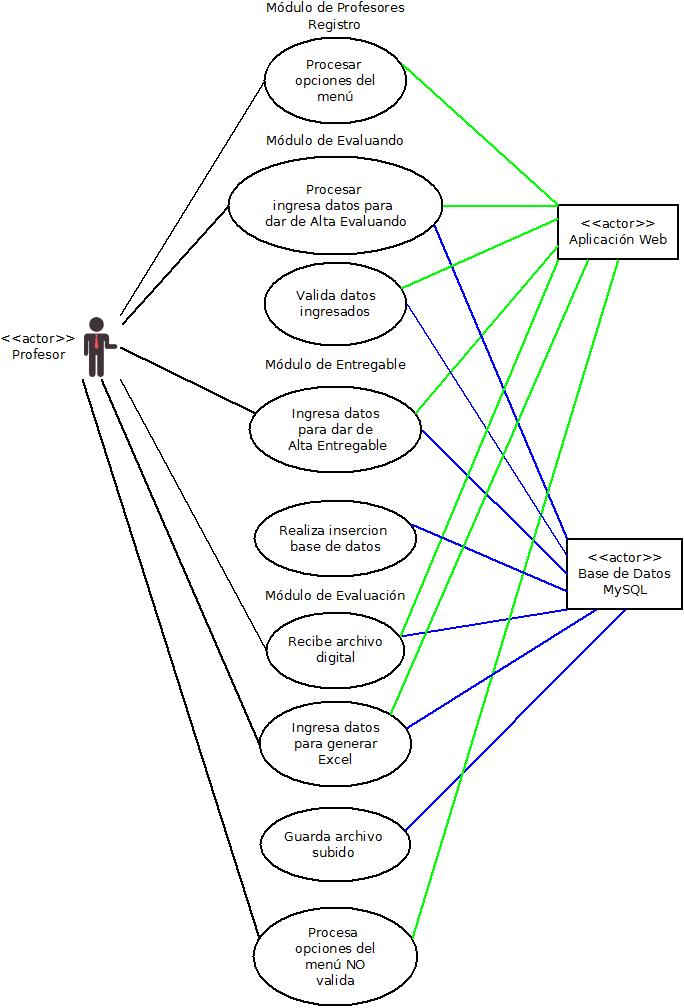 Módulo de Profesores
Registro
Procesar
opciones del
menú
Módulo de Evaluando
Procesar
ingresa datos para
dar de Alta Evaluando
<<actor>>
Aplicación Web
Valida datos
ingresados
<<actor>>
Profesor
Módulo de Entregable
Ingresa datos
para dar de
Alta Entregable
Realiza insercion
base de datos
<<actor>>
Base de Datos
MySQL
Módulo de Evaluación
Recibe archivo
digital
Ingresa datos
para generar
Excel
Guarda archivo
subido
Procesa
opciones del
menú NO
valida